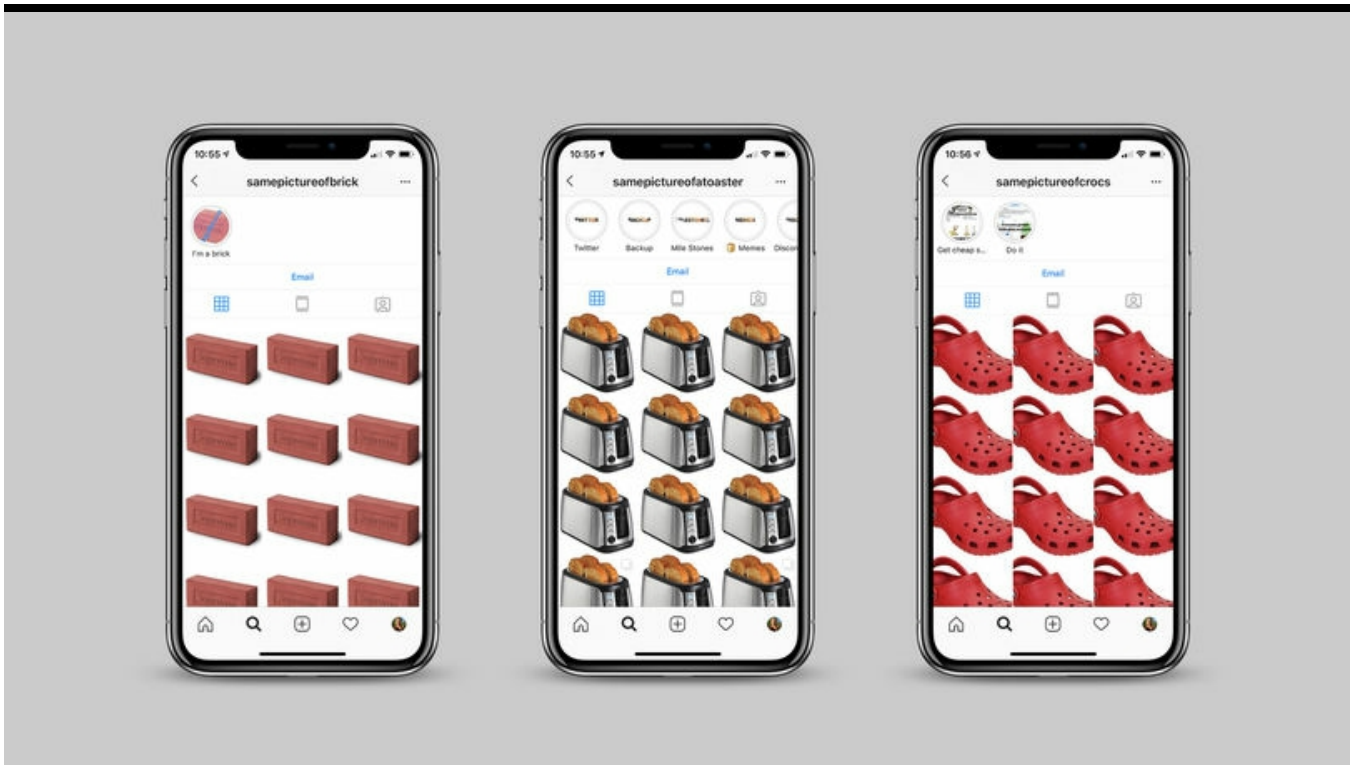 10:55
samepictureofbrick
I'm a brick
Email
10:55
samepictureofatoaster
Twitter Backup Mile Stones Memes Discor
Email
10:56
samepictureofcrocs
Get cheap s... Do it
Email